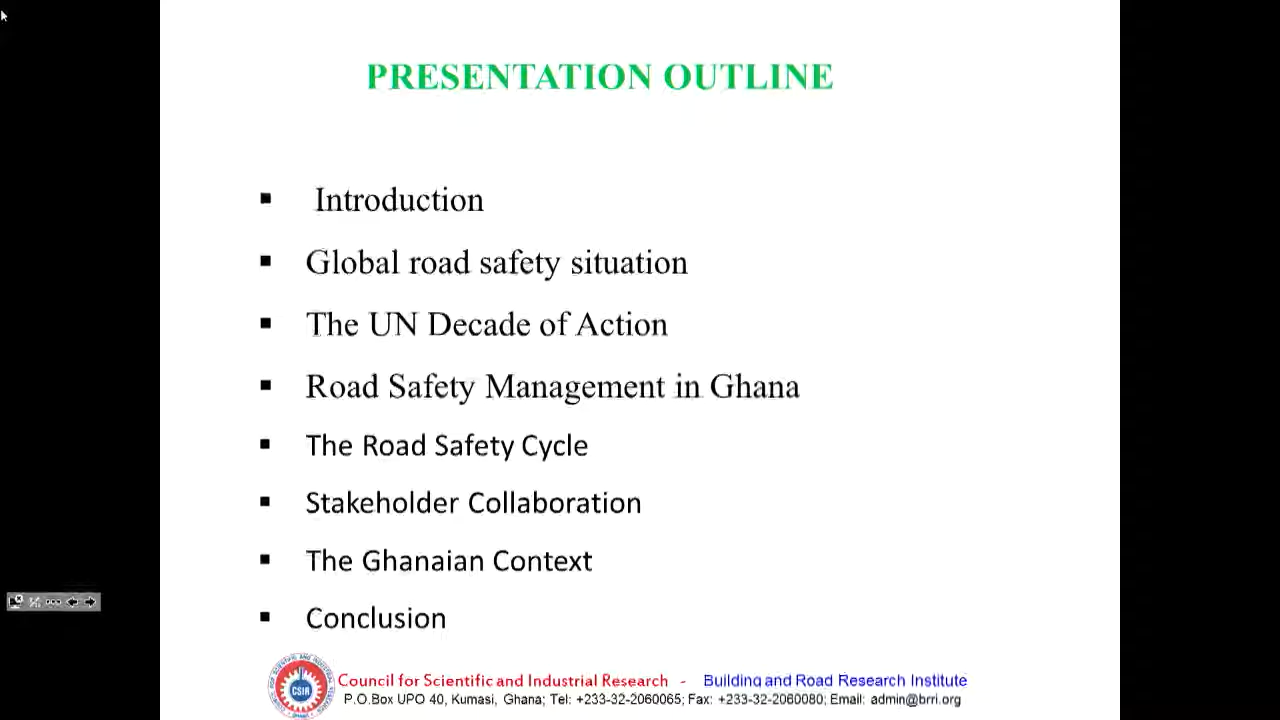 PRESENTATION OUTLINE
▪ Introduction
▪ Global road safety situation
▪ The UN Decade of Action
▪ Road Safety Management in Ghana
▪ The Road Safety Cycle
▪ Stakeholder Collaboration
▪ The Ghanaian Context
▪ Conclusion
CSIR
Council for Scientific and Industrial Research - Building and Road Research Institute
P.O.Box UPO 40, Kumasi, Ghana; Tel: +233-32-2060065; Fax: +233-32-2060080; Email: admin@brri.org